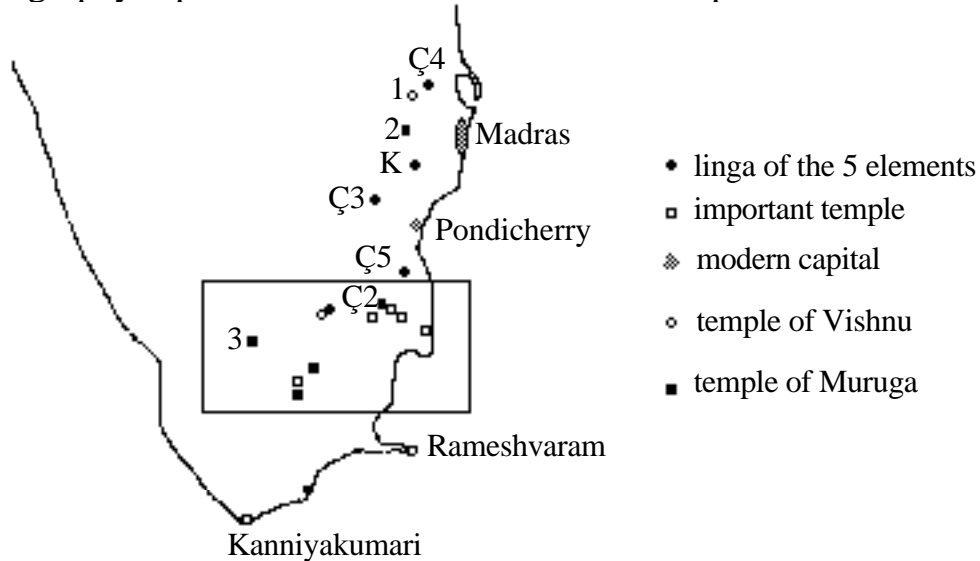 Ç4
1
2
Madras
K
linga of the 5 elements
Ç3
important temple
Pondicherry
modern capital
Ç5
Ç2
temple of Vishnu
3
temple of Muruga
Rameshvaram
Kanniyakumari